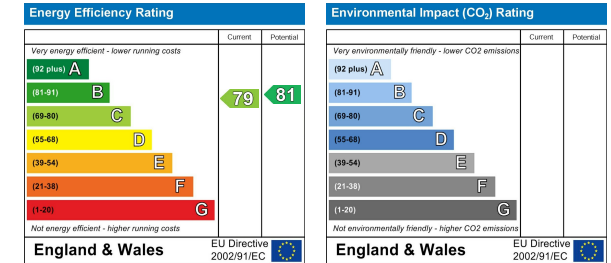 Energy Efficiency Rating
Current Potential
Very energy efficient - lower running costs
(92 plus) A
(81-91) B
79 81
(69-80) C
(55-68) D
(39-54) E
(21-38) F
(1-20) G
Not energy efficient - higher running costs
England & Wales
EU Directive
2002/91/EC
Environmental Impact (CO₂) Rating
Current Potential
Very environmentally friendly - lower CO2 emissions
(92 plus) A
(81-91) B
(69-80) C
(55-68) D
(39-54) E
(21-38) F
(1-20) G
Not environmentally friendly - higher CO2 emissions
England & Wales
EU Directive
2002/91/EC